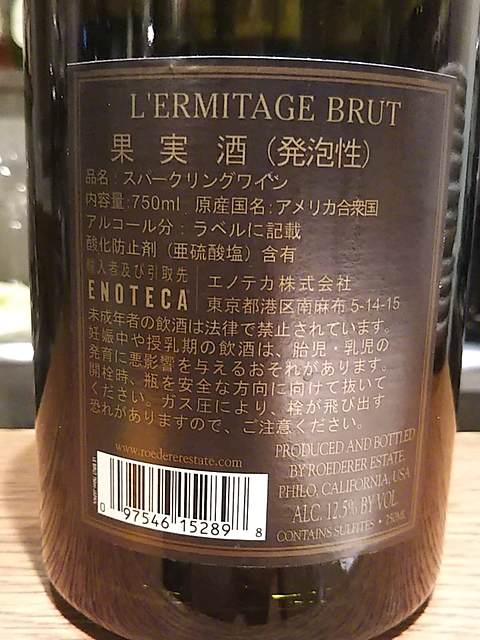 L'ERMITAGE BRUT
果実酒（発泡性）
品名：スパークリングワイン
内容量:750ml 原産国名:アメリカ合衆国
アルコール分：ラベルに記載
酸化防止剤（亜硫酸塩）含有
輸入者及び引取先
ENOTECA
エノテカ株式会社
東京都港区南麻布5-14-15
未成年者の飲酒は法律で禁止されています。
妊娠中や授乳期の飲酒は、胎児・乳児の
発育に悪影響を与えるおそれがあります。
開栓時、瓶を安全な方向に向けて抜いて
ください。ガス圧により、栓が飛び出す
恐れがありますので、ご注意ください。
www.roedererestate.com
0 97546 15289 8
PRODUCED AND BOTTLED
BY ROEDERER ESTATE,
PHILO, CALIFORNIA, USA
ALC. 12.5% BY VOL
CONTAINS SULFITES • 750ML